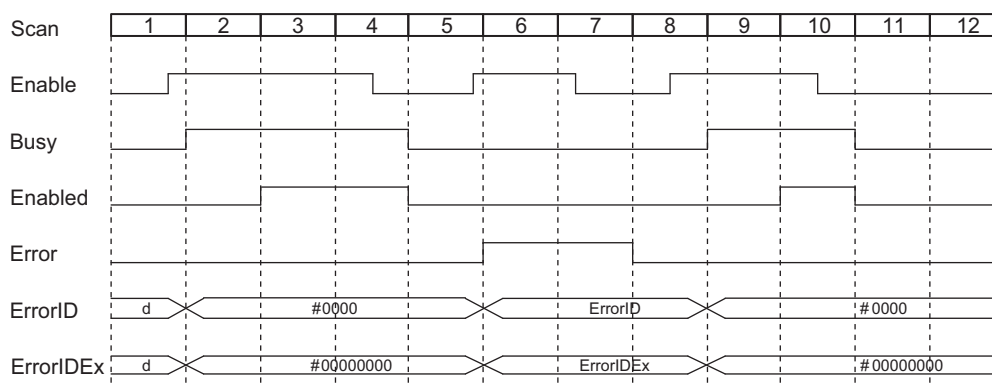 Scan 1 2 3 4 5 6 7 8 9 10 11 12
Enable
Busy
Enabled
Error
ErrorID d #0000 ErrorID #0000
ErrorIDEx d #00000000 ErrorIDEx #00000000